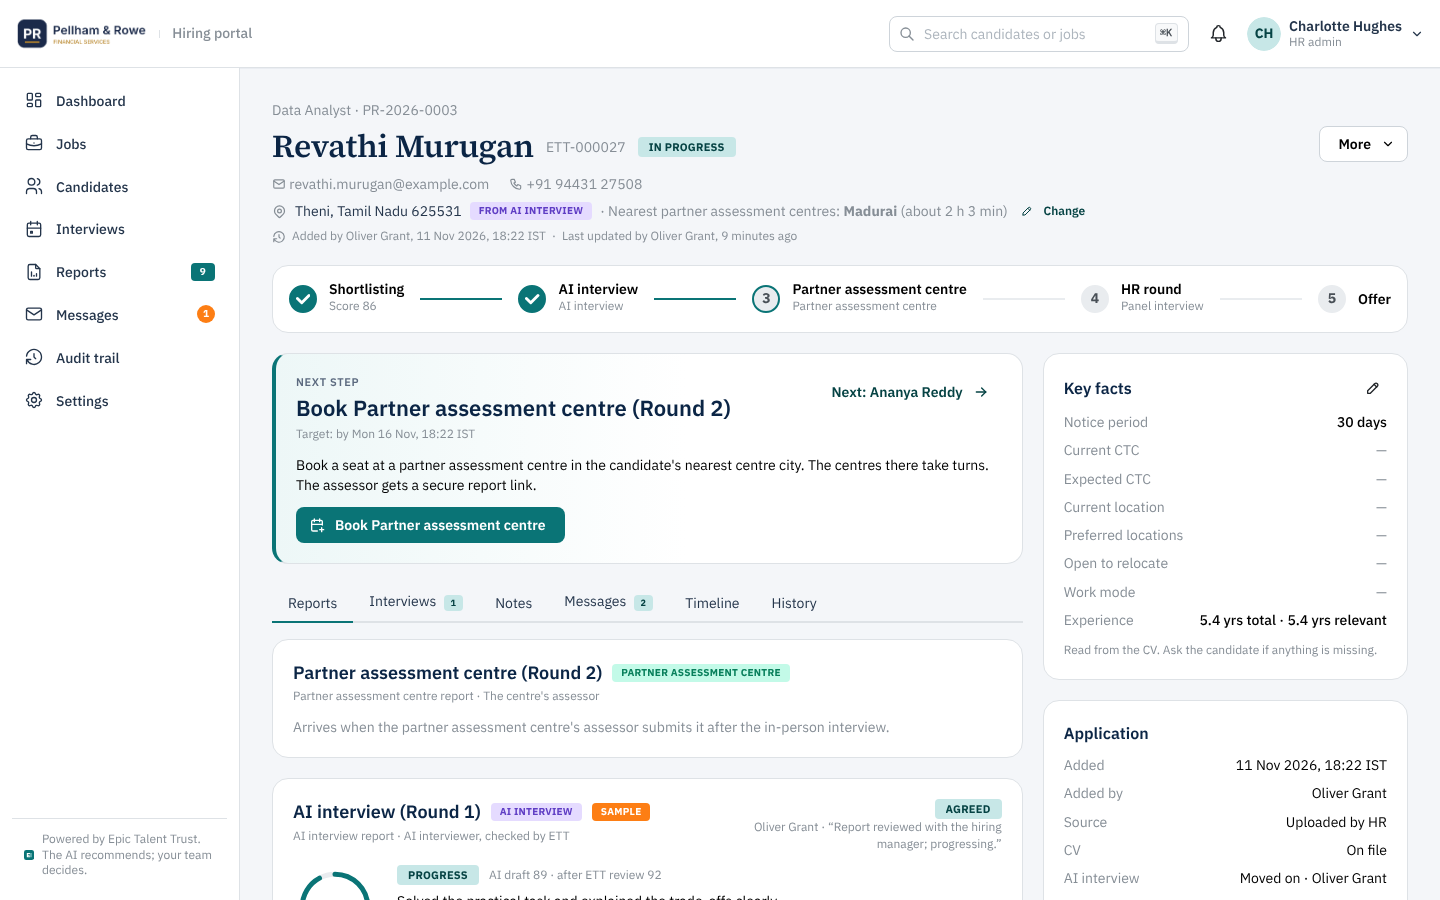 PR Pellham & Rowe
FINANCIAL SERVICES
Hiring portal
Search candidates or jobs
⌘K
CH
Charlotte Hughes
HR admin
Dashboard
Jobs
Candidates
Interviews
Reports 9
Messages 1
Audit trail
Settings
Powered by Epic Talent Trust.
The AI recommends; your team
decides.
Data Analyst · PR-2026-0003
Revathi Murugan ETT-000027 IN PROGRESS
More
revathi.murugan@example.com +91 94431 27508
Theni, Tamil Nadu 625531 FROM AI INTERVIEW · Nearest partner assessment centres: Madurai (about 2 h 3 min) Change
Added by Oliver Grant, 11 Nov 2026, 18:22 IST · Last updated by Oliver Grant, 9 minutes ago
Shortlisting
Score 86
AI interview
AI interview
3
Partner assessment centre
Partner assessment centre
4
HR round
Panel interview
5 Offer
NEXT STEP
Book Partner assessment centre (Round 2)
Next: Ananya Reddy
Target: by Mon 16 Nov, 18:22 IST
Book a seat at a partner assessment centre in the candidate's nearest centre city. The centres there take turns.
The assessor gets a secure report link.
Book Partner assessment centre
Reports
Interviews 1
Notes
Messages 2
Timeline
History
Partner assessment centre (Round 2) PARTNER ASSESSMENT CENTRE
Partner assessment centre report · The centre's assessor
Arrives when the partner assessment centre's assessor submits it after the in-person interview.
AI interview (Round 1) AI INTERVIEW SAMPLE
AI interview report · AI interviewer, checked by ETT
AGREED
Oliver Grant · “Report reviewed with the hiring
manager; progressing.”
PROGRESS AI draft 89 · after ETT review 92
Solved the practical task and explained the trade-offs clearly.
Key facts
Notice period 30 days
Current CTC —
Expected CTC —
Current location —
Preferred locations —
Open to relocate —
Work mode —
Experience 5.4 yrs total · 5.4 yrs relevant
Read from the CV. Ask the candidate if anything is missing.
Application
Added 11 Nov 2026, 18:22 IST
Added by Oliver Grant
Source Uploaded by HR
CV On file
AI interview Moved on · Oliver Grant